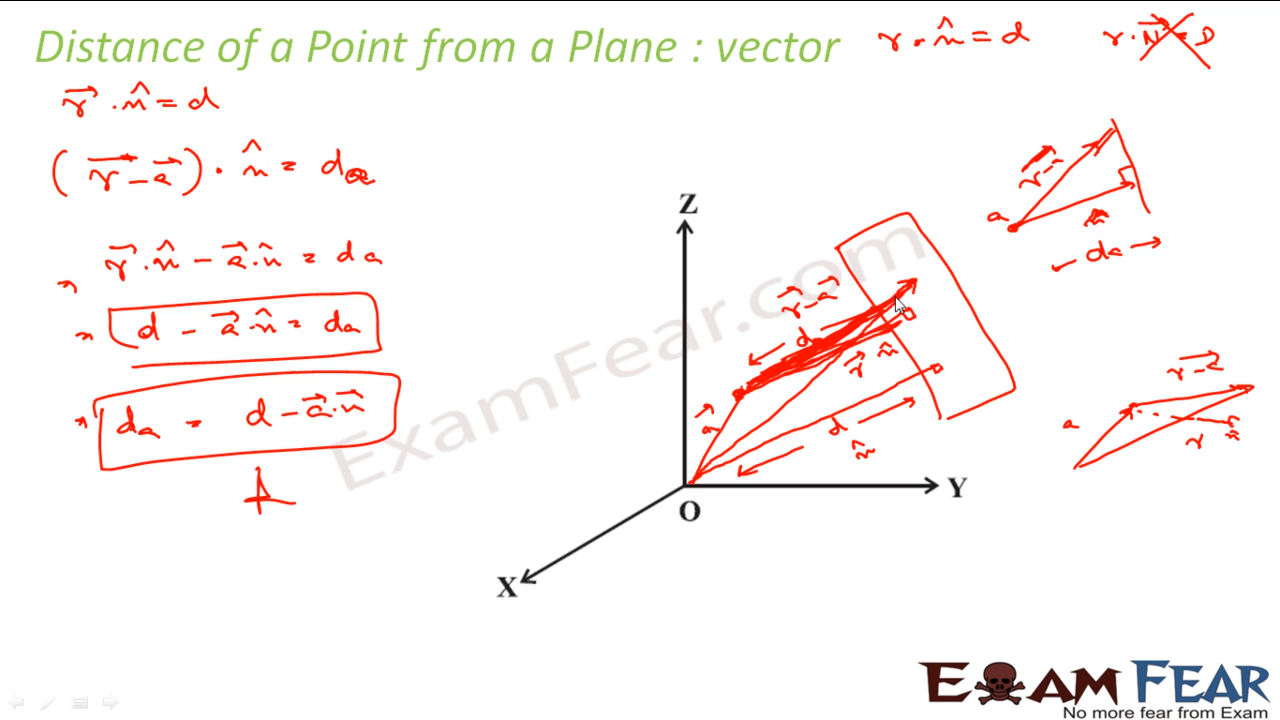 Distance of a Point from a Plane : vector
r · n̂ = d
r · N⃗ = D
r⃗ · n̂ = d
(r⃗ - a⃗) · n̂ = d
r⃗ · n̂ - a⃗ · n̂ = da
d - a⃗ · n̂ = da
da = d - a⃗ · n⃗
Z
r⃗ - a⃗
d
n̂
r⃗
a⃗
d
n̂
Y
O
X
a
da
r - a
a
r
n̂
ExamFear.com
EXAM FEAR
No more fear from Exam